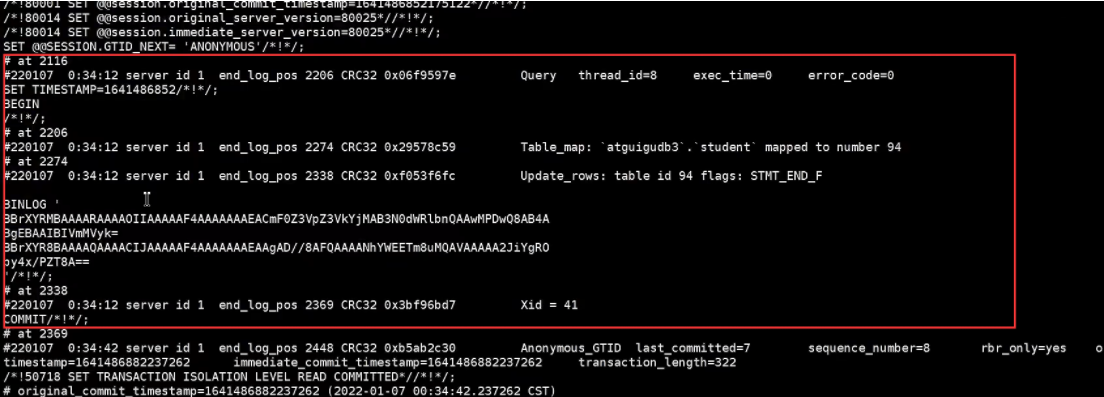 /*!80001 SET @@session.original_commit_timestamp=1641486852175122*//*!*/;
/*!80014 SET @@session.original_server_version=80025*//*!*/;
/*!80014 SET @@session.immediate_server_version=80025*//*!*/;
SET @@SESSION.GTID_NEXT= 'ANONYMOUS'/*!*/;
# at 2116
#220107  0:34:12 server id 1  end_log_pos 2206 CRC32 0x06f9597e  Query  thread_id=8  exec_time=0  error_code=0
SET TIMESTAMP=1641486852/*!*/;
BEGIN
/*!*/;
# at 2206
#220107  0:34:12 server id 1  end_log_pos 2274 CRC32 0x29578c59  Table_map: `atguigudb3`.`student` mapped to number 94
# at 2274
#220107  0:34:12 server id 1  end_log_pos 2338 CRC32 0xf053f6fc  Update_rows: table id 94 flags: STMT_END_F
BINLOG '
BBrXYRMBAAAARAAAAOIIAAAAAF4AAAAAAAEACmF0Z3VpZ3VkYjMAB3N0dWRlbnQAAwMPDwQ8AB4A
BgEBAAIBIVmMVyk=
BBrXYR8BAAAAQAAAACIJAAAAAF4AAAAAAAEAAgAD//8AFQAAAANhYWEETm8uMQAVAAAAA2JiYgRO
by4x/PZT8A==
'/*!*/;
# at 2338
#220107  0:34:12 server id 1  end_log_pos 2369 CRC32 0x3bf96bd7  Xid = 41
COMMIT/*!*/;
# at 2369
#220107  0:34:42 server id 1  end_log_pos 2448 CRC32 0xb5ab2c30  Anonymous_GTID  last_committed=7  sequence_number=8  rbr_only=yes  o
timestamp=1641486882237262  immediate_commit_timestamp=1641486882237262  transaction_length=322
/*!50718 SET TRANSACTION ISOLATION LEVEL READ COMMITTED*//*!*/;
# original_commit_timestamp=1641486882237262 (2022-01-07 00:34:42.237262 CST)